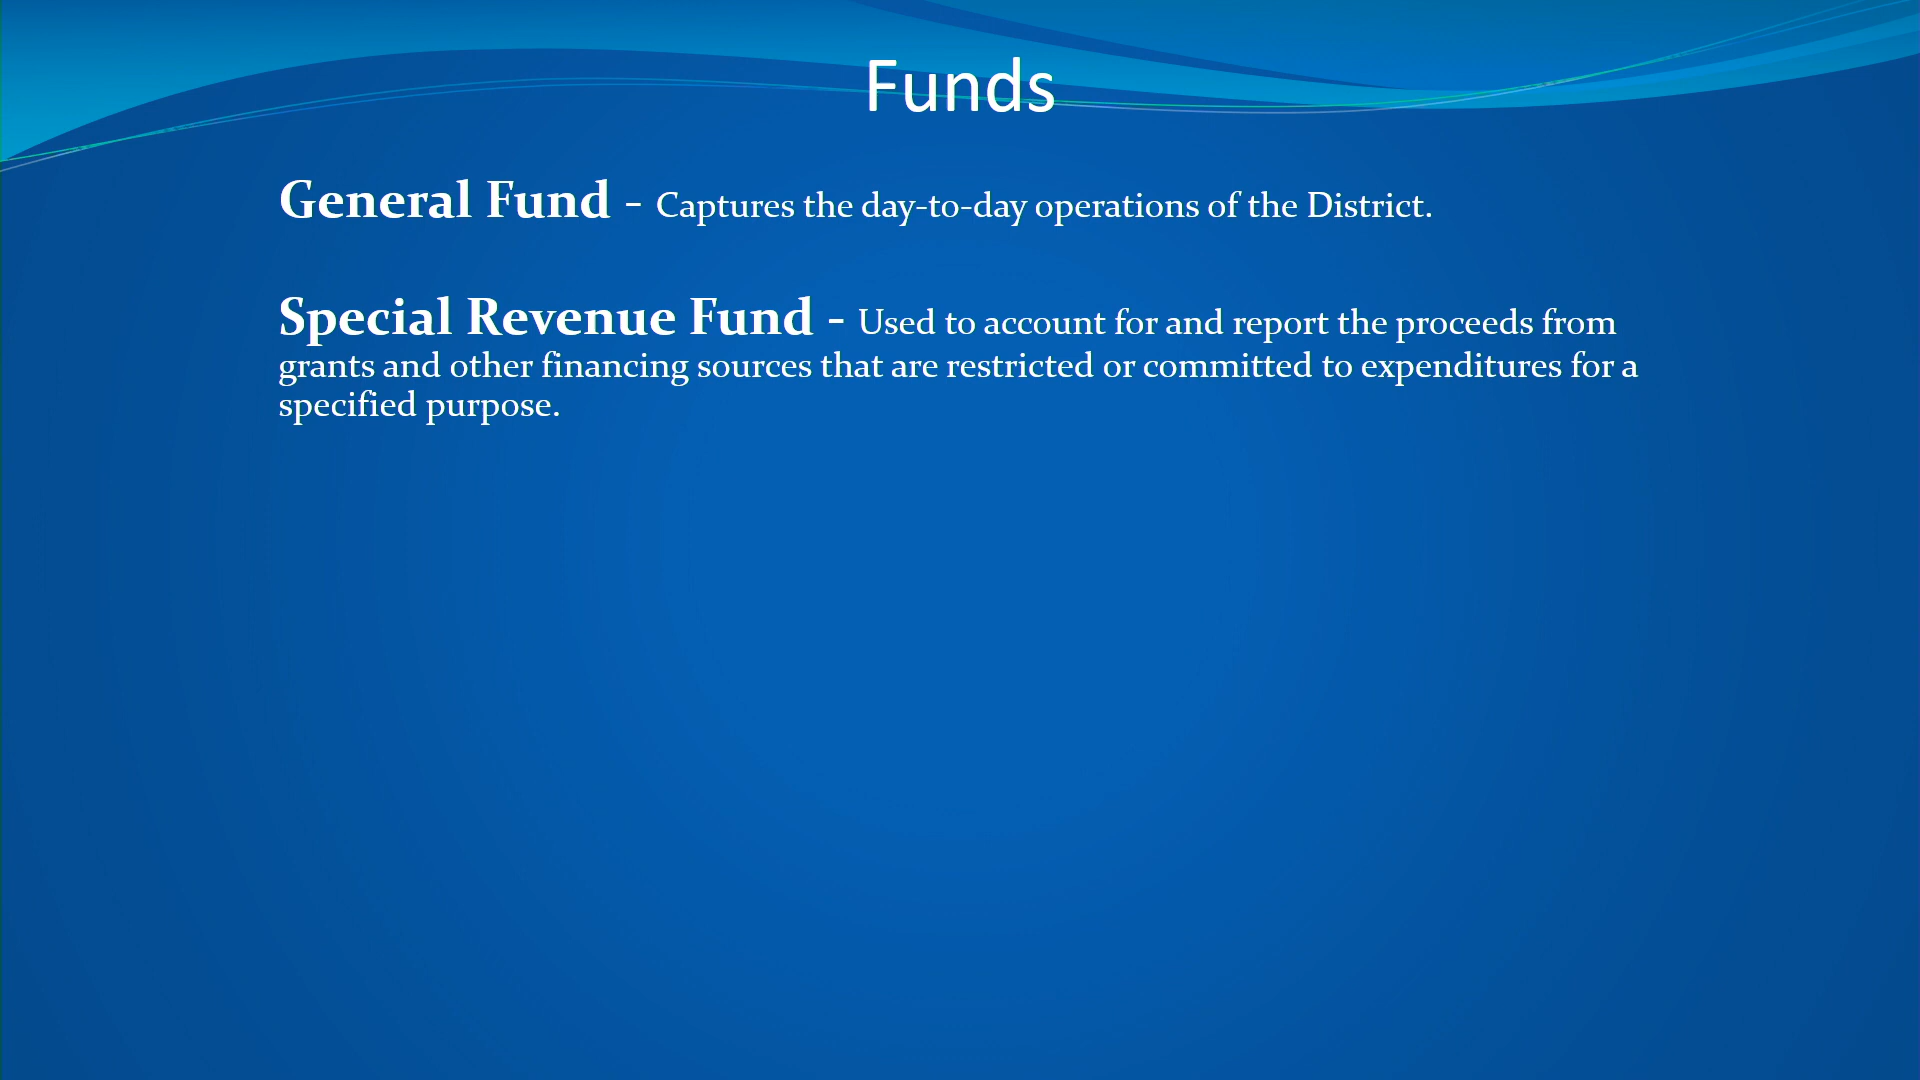 Funds
General Fund - Captures the day-to-day operations of the District.
Special Revenue Fund - Used to account for and report the proceeds from
grants and other financing sources that are restricted or committed to expenditures for a
specified purpose.